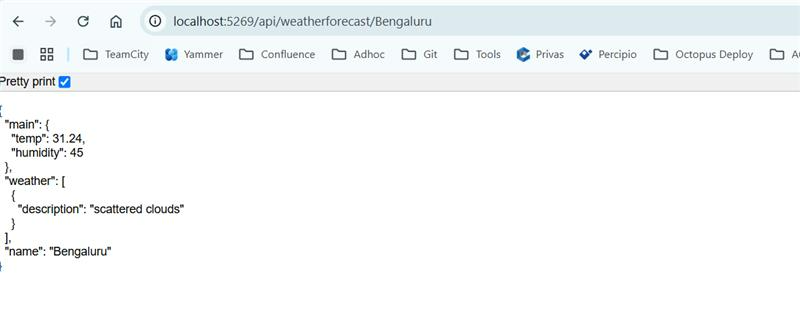 localhost:5269/api/weatherforecast/Bengaluru
TeamCity Yammer Confluence Adhoc Git Tools Privas Percipio Octopus Deploy
Pretty print
{
"main": {
"temp": 31.24,
"humidity": 45
},
"weather": [
{
"description": "scattered clouds"
}
],
"name": "Bengaluru"
}